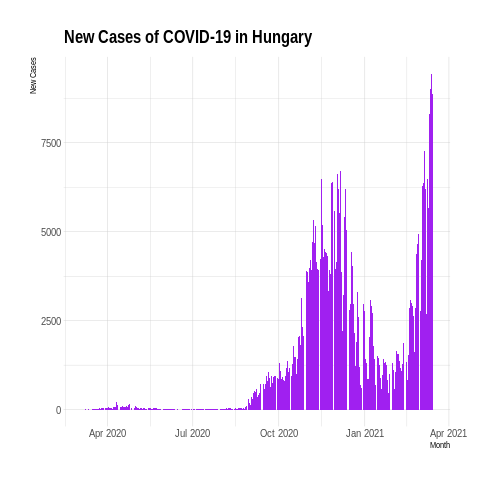 New Cases of COVID-19 in Hungary
New Cases
7500
5000
2500
0
Apr 2020 Jul 2020 Oct 2020 Jan 2021 Apr 2021
Month